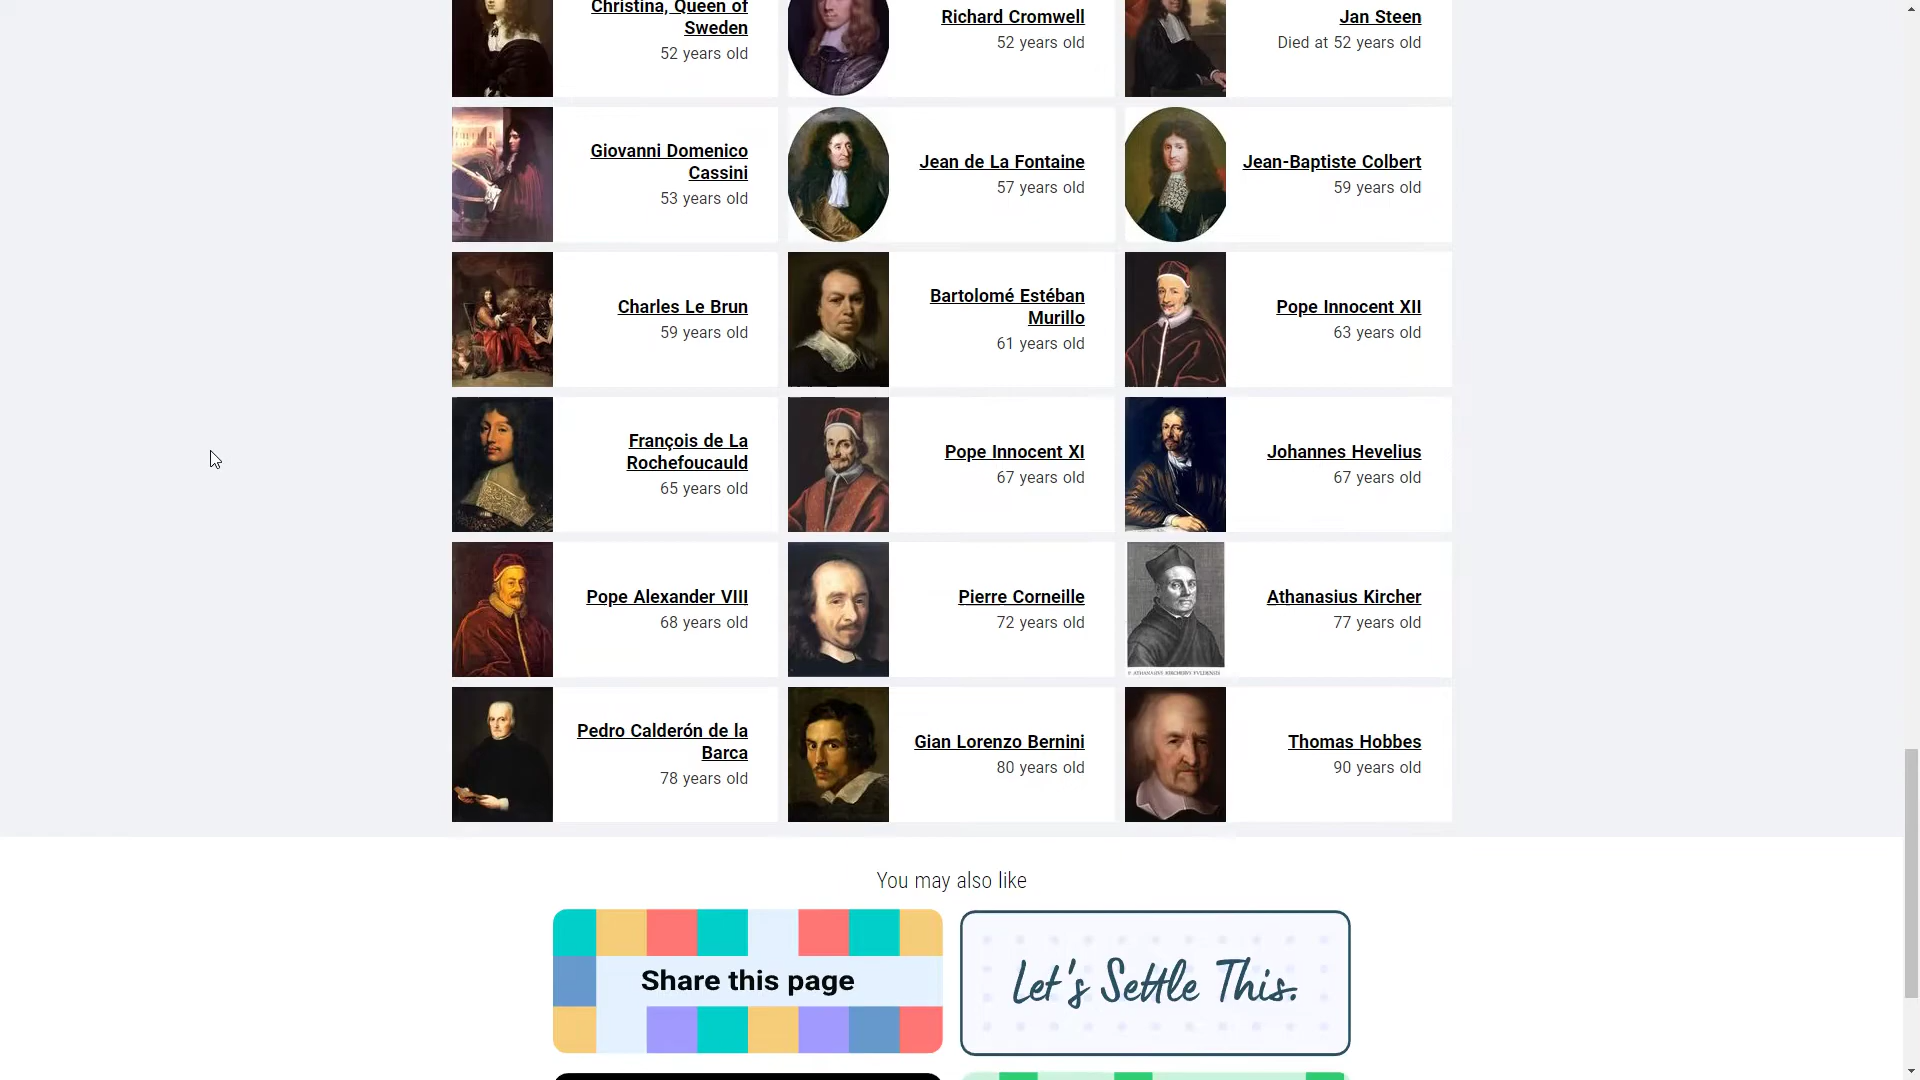 Christina, Queen of
Sweden
52 years old
Richard Cromwell
52 years old
Jan Steen
Died at 52 years old
Giovanni Domenico
Cassini
53 years old
Jean de La Fontaine
57 years old
Jean-Baptiste Colbert
59 years old
Charles Le Brun
59 years old
Bartolomé Estéban
Murillo
61 years old
Pope Innocent XII
63 years old
François de La
Rochefoucauld
65 years old
Pope Innocent XI
67 years old
Johannes Hevelius
67 years old
Pope Alexander VIII
68 years old
Pierre Corneille
72 years old
Athanasius Kircher
77 years old
Pedro Calderón de la
Barca
78 years old
Gian Lorenzo Bernini
80 years old
Thomas Hobbes
90 years old
You may also like
Share this page
Let's Settle This.